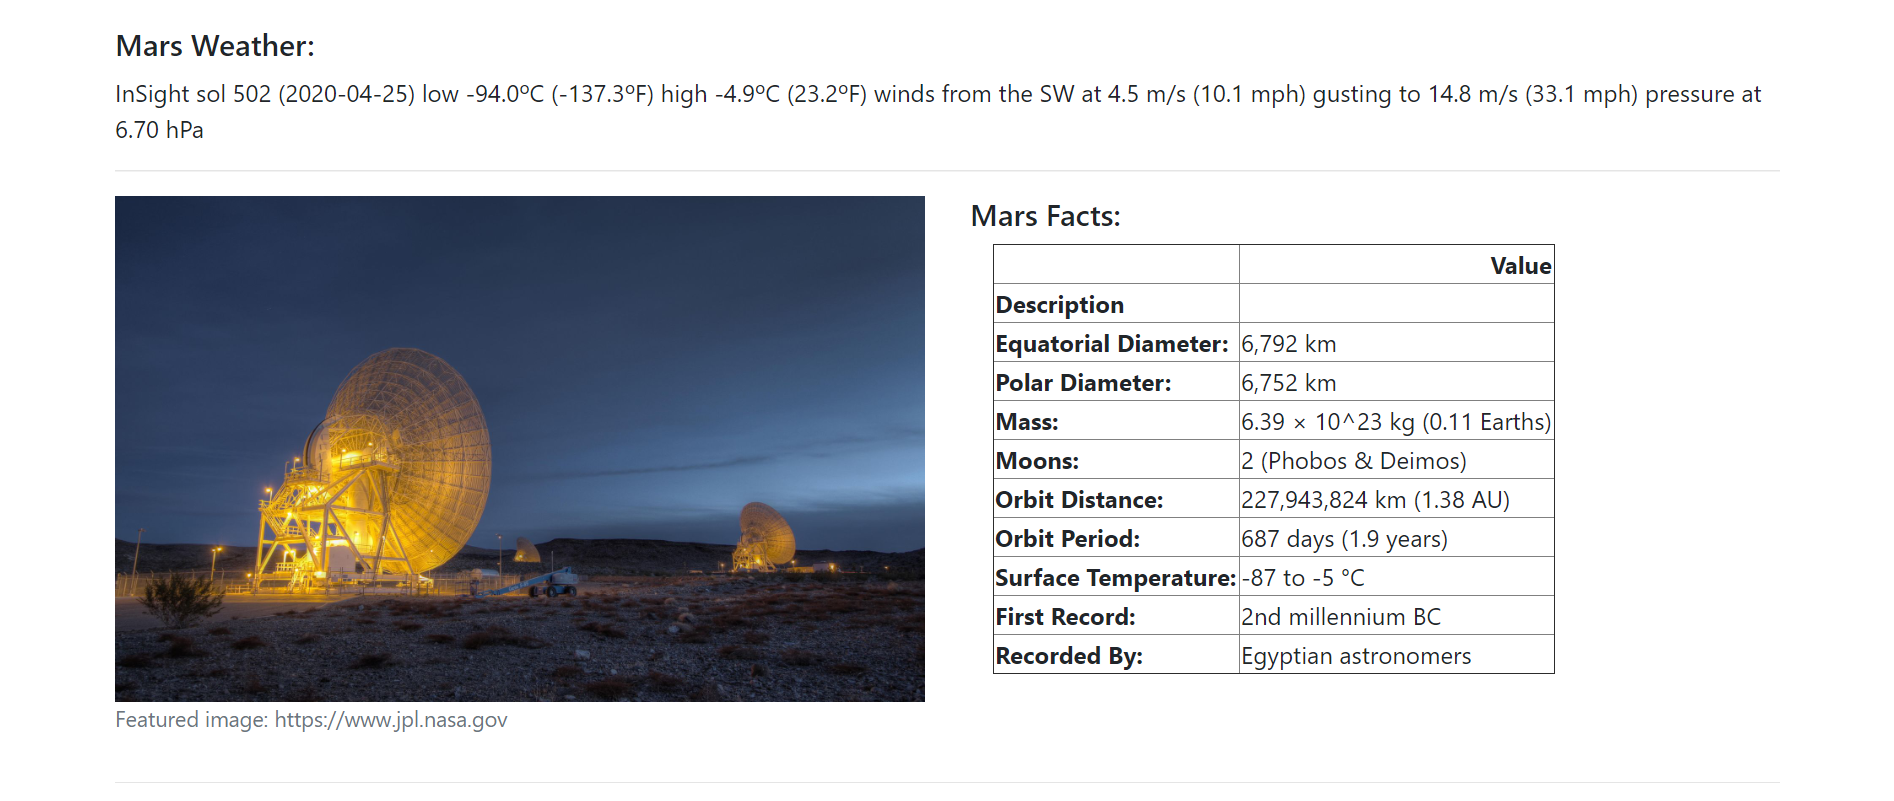 Mars Weather:
InSight sol 502 (2020-04-25) low -94.0ºC (-137.3ºF) high -4.9ºC (23.2ºF) winds from the SW at 4.5 m/s (10.1 mph) gusting to 14.8 m/s (33.1 mph) pressure at
6.70 hPa
Featured image: https://www.jpl.nasa.gov
Mars Facts:
Value
Description
Equatorial Diameter: 6,792 km
Polar Diameter: 6,752 km
Mass: 6.39 × 10^23 kg (0.11 Earths)
Moons: 2 (Phobos & Deimos)
Orbit Distance: 227,943,824 km (1.38 AU)
Orbit Period: 687 days (1.9 years)
Surface Temperature: -87 to -5 °C
First Record: 2nd millennium BC
Recorded By: Egyptian astronomers